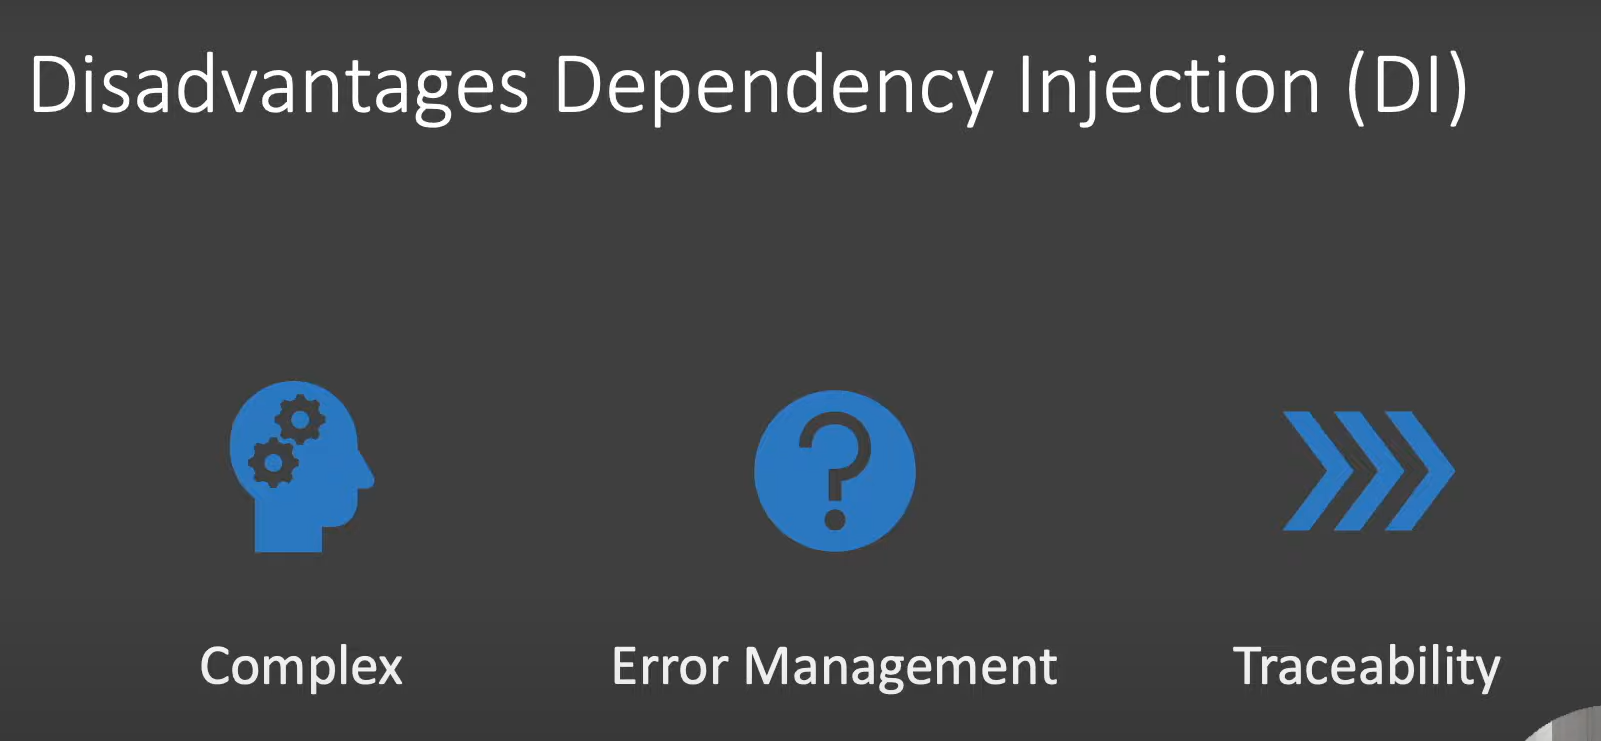 Disadvantages Dependency Injection (DI)
Complex
Error Management
Traceability